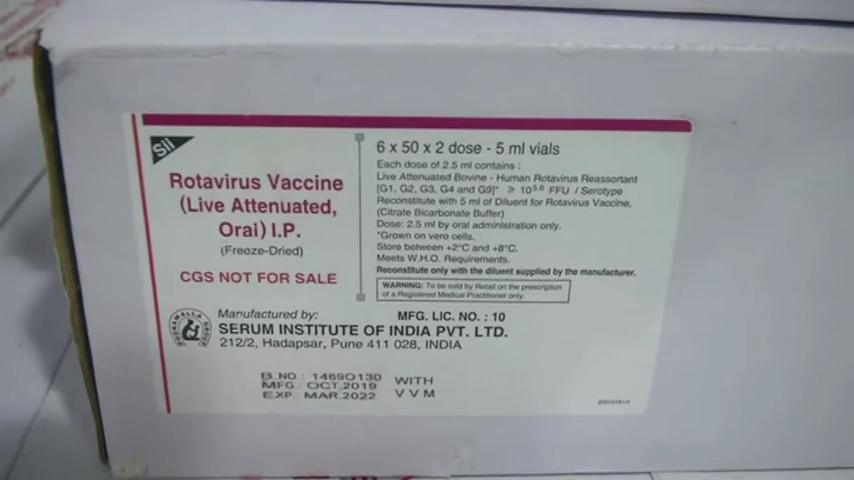 SII
Rotavirus Vaccine
(Live Attenuated,
Oral) I.P.
(Freeze-Dried)
CGS NOT FOR SALE
6 x 50 x 2 dose - 5 ml vials
Each dose of 2.5 ml contains :
Live Attenuated Bovine - Human Rotavirus Reassortant
[G1, G2, G3, G4 and G9]* ⩾ 10⁵·⁶ FFU / Serotype
Reconstitute with 5 ml of Diluent for Rotavirus Vaccine,
(Citrate Bicarbonate Buffer)
Dose: 2.5 ml by oral administration only.
*Grown on vero cells.
Store between +2°C and +8°C.
Meets W.H.O. Requirements.
Reconstitute only with the diluent supplied by the manufacturer.
WARNING: To be sold by Retail on the prescription
of a Registered Medical Practitioner only.
Manufactured by:
MFG. LIC. NO. : 10
SERUM INSTITUTE OF INDIA PVT. LTD.
212/2, Hadapsar, Pune 411 028, INDIA
B.NO.: 1469O130
MFG.: OCT.2019
EXP.: MAR.2022
WITH
V V M